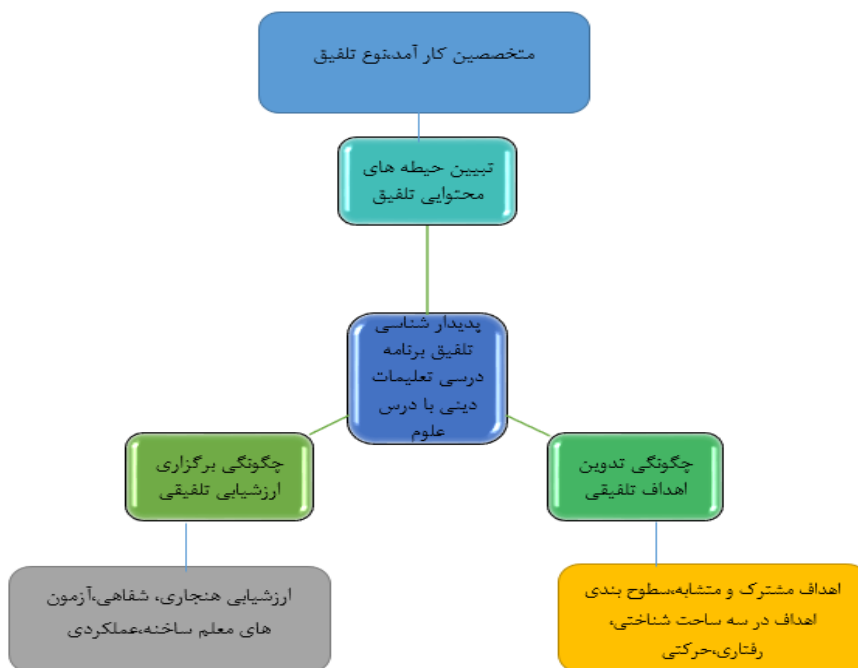 متخصصین کار آمد،نوع تلفیق
تبیین حیطه های
محتوایی تلفیق
پدیدار شناسی
تلفیق برنامه
درسی تعلیمات
دینی با درس
علوم
چگونگی تدوین
اهداف تلفیقی
چگونگی برگزاری
ارزشیابی تلفیقی
اهداف مشترک و متشابه،سطوح بندی
اهداف در سه ساحت شناختی،
رفتاری،حرکتی
ارزشیابی هنجاری، شفاهی،آزمون
های معلم ساخنه،عملکردی